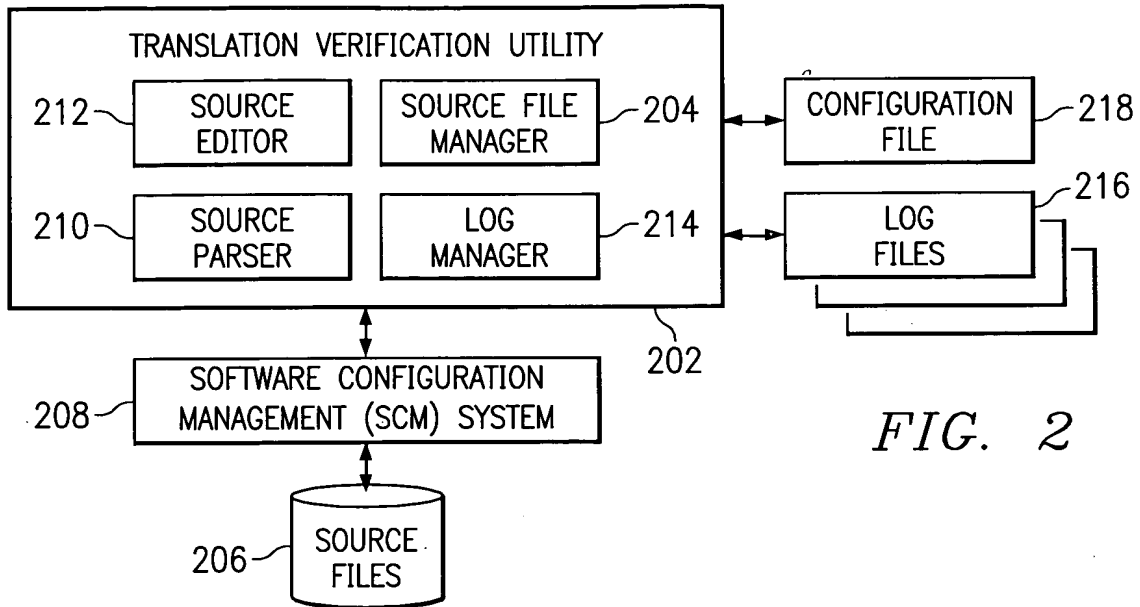 TRANSLATION VERIFICATION UTILITY
212
SOURCE
EDITOR
SOURCE FILE
MANAGER
204
CONFIGURATION
FILE
218
210
SOURCE
PARSER
LOG
MANAGER
214
LOG
FILES
216
202
208
SOFTWARE CONFIGURATION
MANAGEMENT (SCM) SYSTEM
FIG. 2
206
SOURCE
FILES